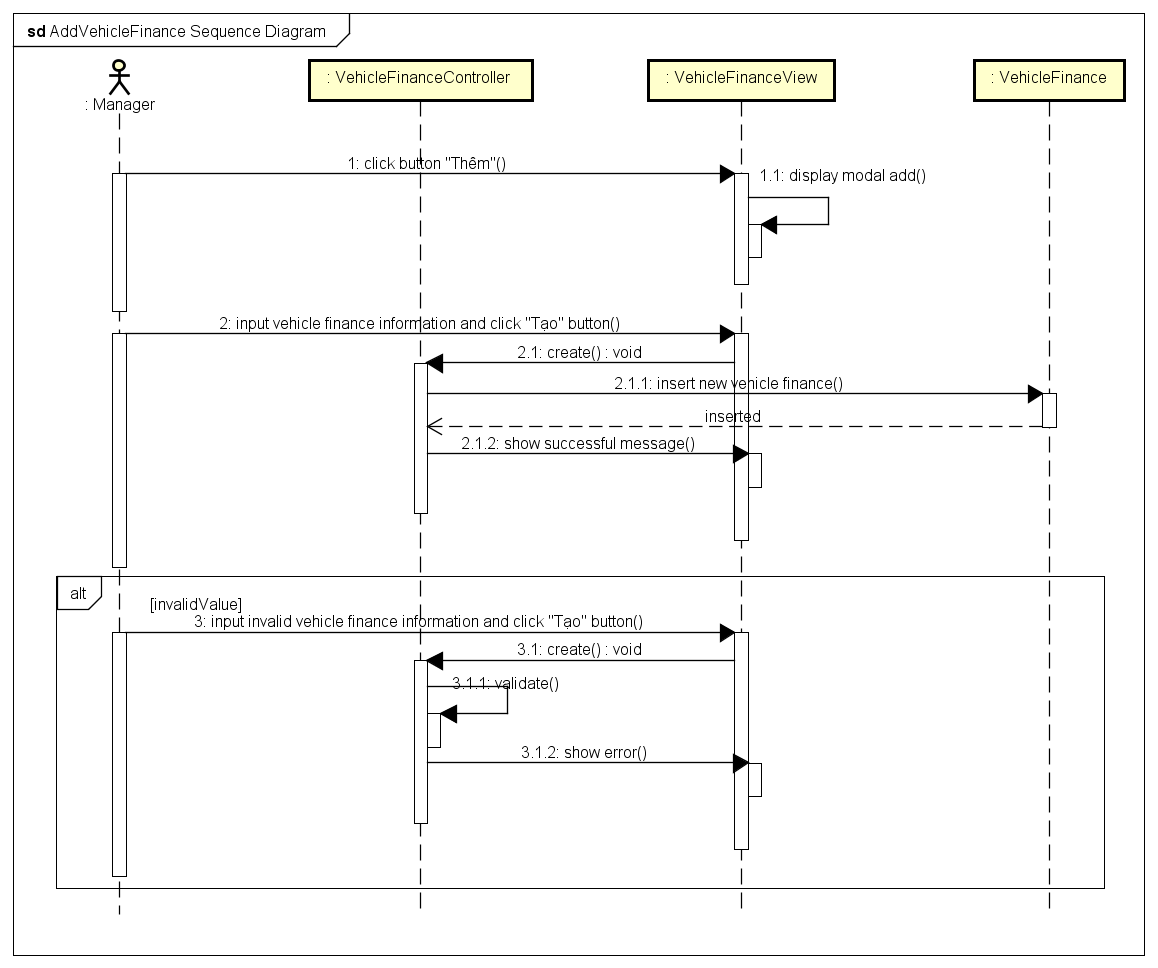 sd AddVehicleFinance Sequence Diagram
: Manager
: VehicleFinanceController
: VehicleFinanceView
: VehicleFinance
1: click button "Thêm"()
1.1: display modal add()
2: input vehicle finance information and click "Tạo" button()
2.1: create() : void
2.1.1: insert new vehicle finance()
inserted
2.1.2: show successful message()
alt
[invalidValue]
3: input invalid vehicle finance information and click "Tạo" button()
3.1: create() : void
3.1.1: validate()
3.1.2: show error()